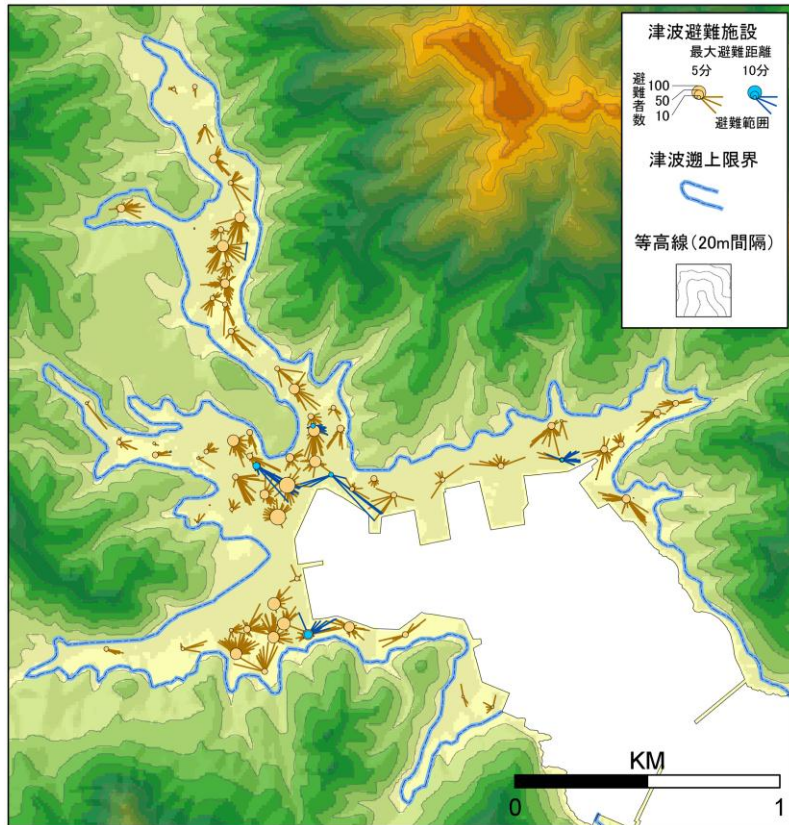 津波避難施設
最大避難距離
5分 10分
避難者数
100
50
10
避難範囲
津波遡上限界
等高線(20m間隔)
KM
0 1